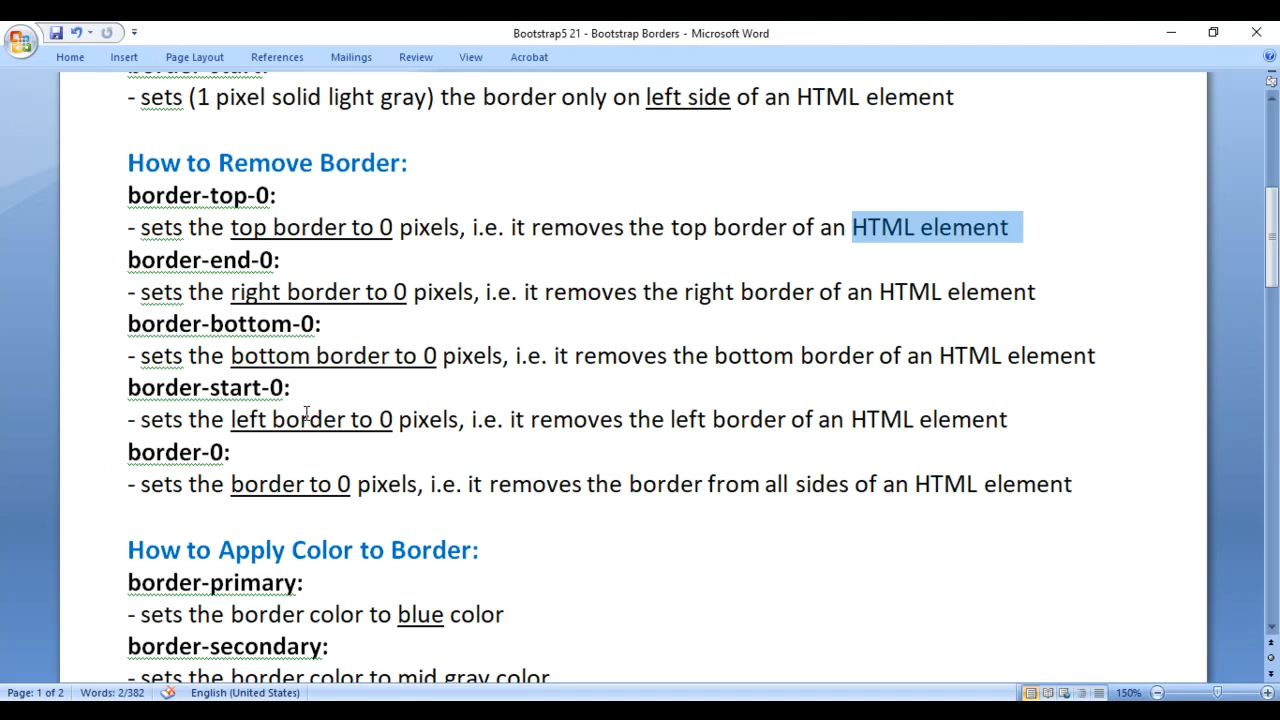 Bootstrap5 21 - Bootstrap Borders - Microsoft Word
Home Insert Page Layout References Mailings Review View Acrobat
- sets (1 pixel solid light gray) the border only on left side of an HTML element
How to Remove Border:
border-top-0:
- sets the top border to 0 pixels, i.e. it removes the top border of an HTML element
border-end-0:
- sets the right border to 0 pixels, i.e. it removes the right border of an HTML element
border-bottom-0:
- sets the bottom border to 0 pixels, i.e. it removes the bottom border of an HTML element
border-start-0:
- sets the left border to 0 pixels, i.e. it removes the left border of an HTML element
border-0:
- sets the border to 0 pixels, i.e. it removes the border from all sides of an HTML element
How to Apply Color to Border:
border-primary:
- sets the border color to blue color
border-secondary:
- sets the border color to mid gray color
Page: 1 of 2 Words: 2/382 English (United States) 150%